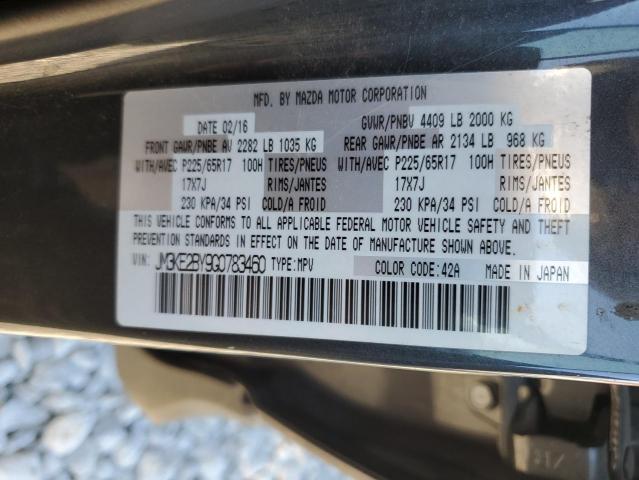 MFD. BY MAZDA MOTOR CORPORATION
DATE 02/16 GVWR/PNBV 4409 LB 2000 KG
FRONT GAWR/PNBE AV 2282 LB 1035 KG REAR GAWR/PNBE AR 2134 LB 968 KG
WITH/AVEC P225/65R17 100H TIRES/PNEUS WITH/AVEC P225/65R17 100H TIRES/PNEUS
17X7J RIMS/JANTES 17X7J RIMS/JANTES
230 KPA/34 PSI COLD/A FROID 230 KPA/34 PSI COLD/A FROID
THIS VEHICLE CONFORMS TO ALL APPLICABLE FEDERAL MOTOR VEHICLE SAFETY AND THEFT
PREVENTION STANDARDS IN EFFECT ON THE DATE OF MANUFACTURE SHOWN ABOVE.
VIN: JM3KE2BY9G0783460 TYPE:MPV COLOR CODE:42A MADE IN JAPAN